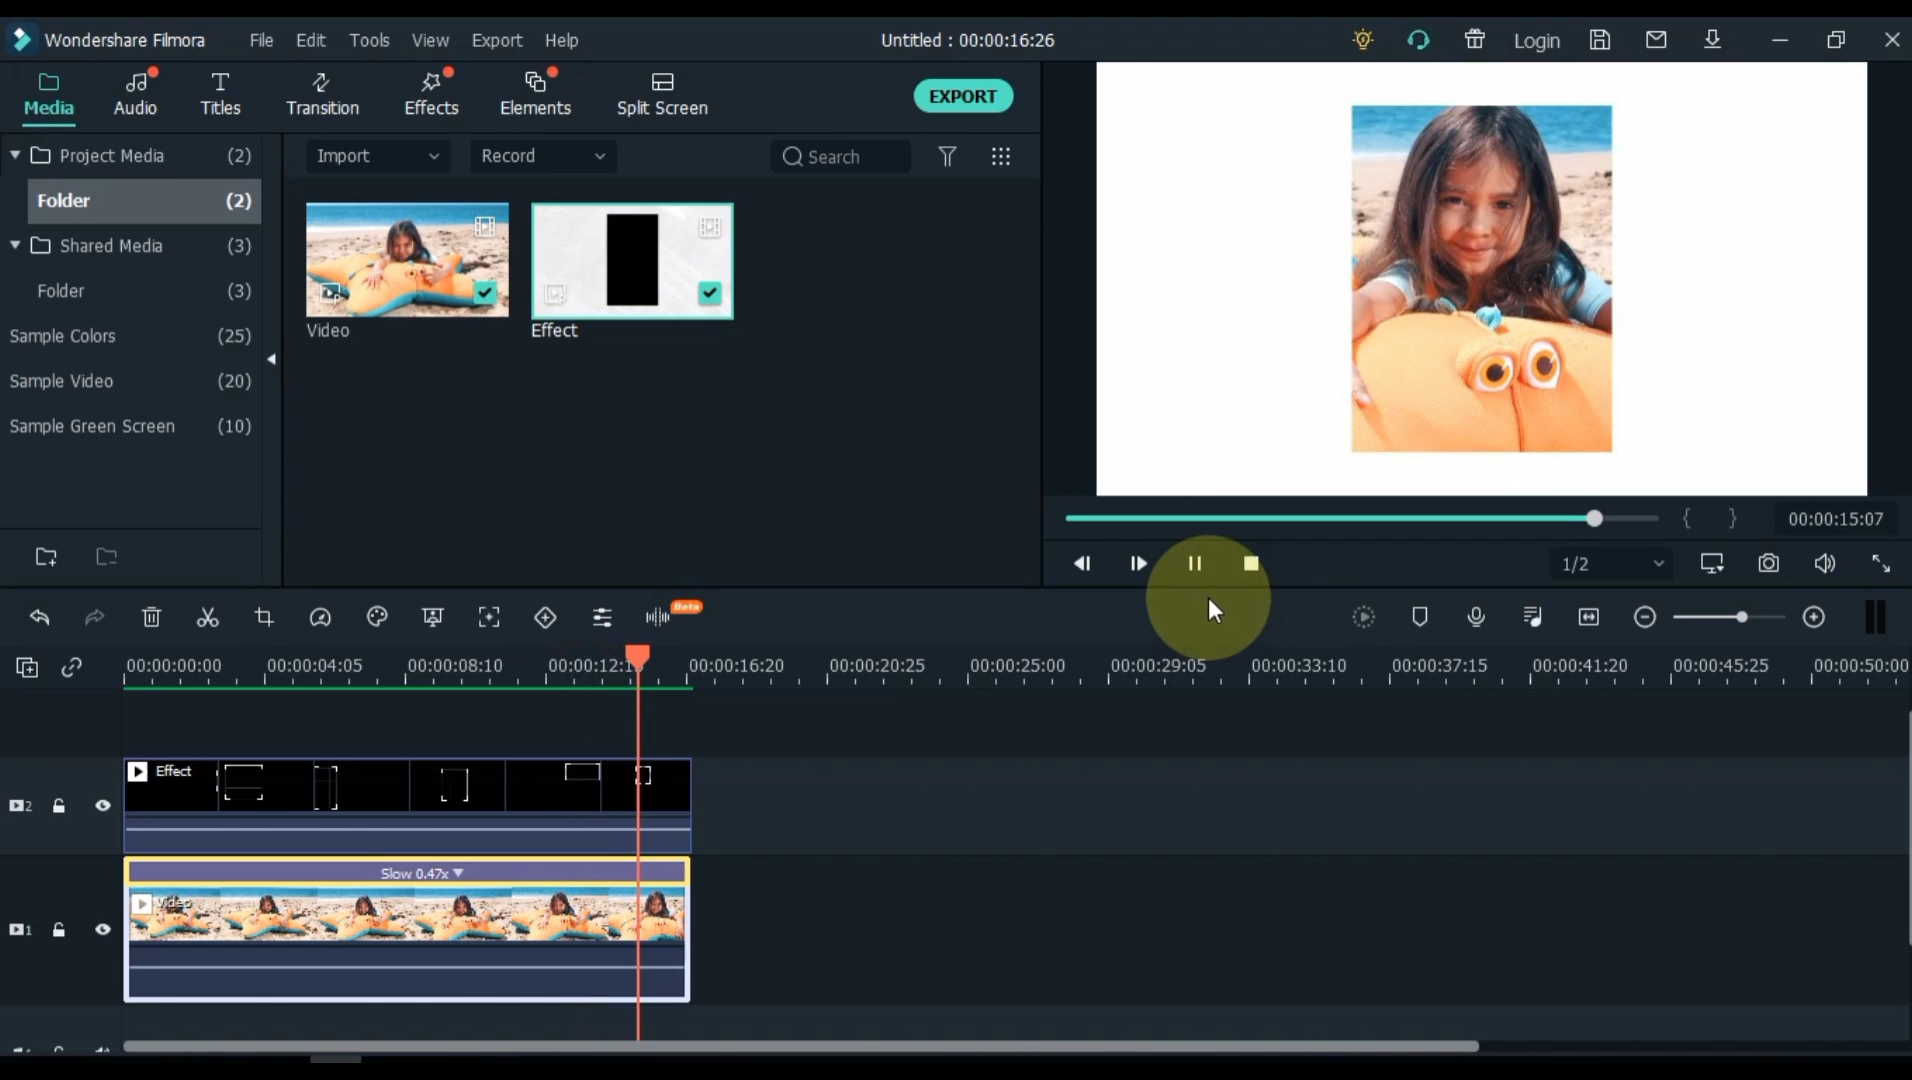 Wondershare Filmora File Edit Tools View Export Help Untitled : 00:00:16:26 Login
Media Audio Titles Transition Effects Elements Split Screen EXPORT
Project Media (2) Import Record Search
Folder (2)
Shared Media (3)
Folder (3)
Sample Colors (25)
Video Effect
Sample Video (20)
Sample Green Screen (10)
{ } 00:00:15:07
1/2
Beta
00:00:00:00 00:00:04:05 00:00:08:10 00:00:16:20 00:00:20:25 00:00:25:00 00:00:29:05 00:00:33:10 00:00:37:15 00:00:41:20 00:00:45:25 00:00:50:00
Effect
2
Slow 0.47x
Video
1